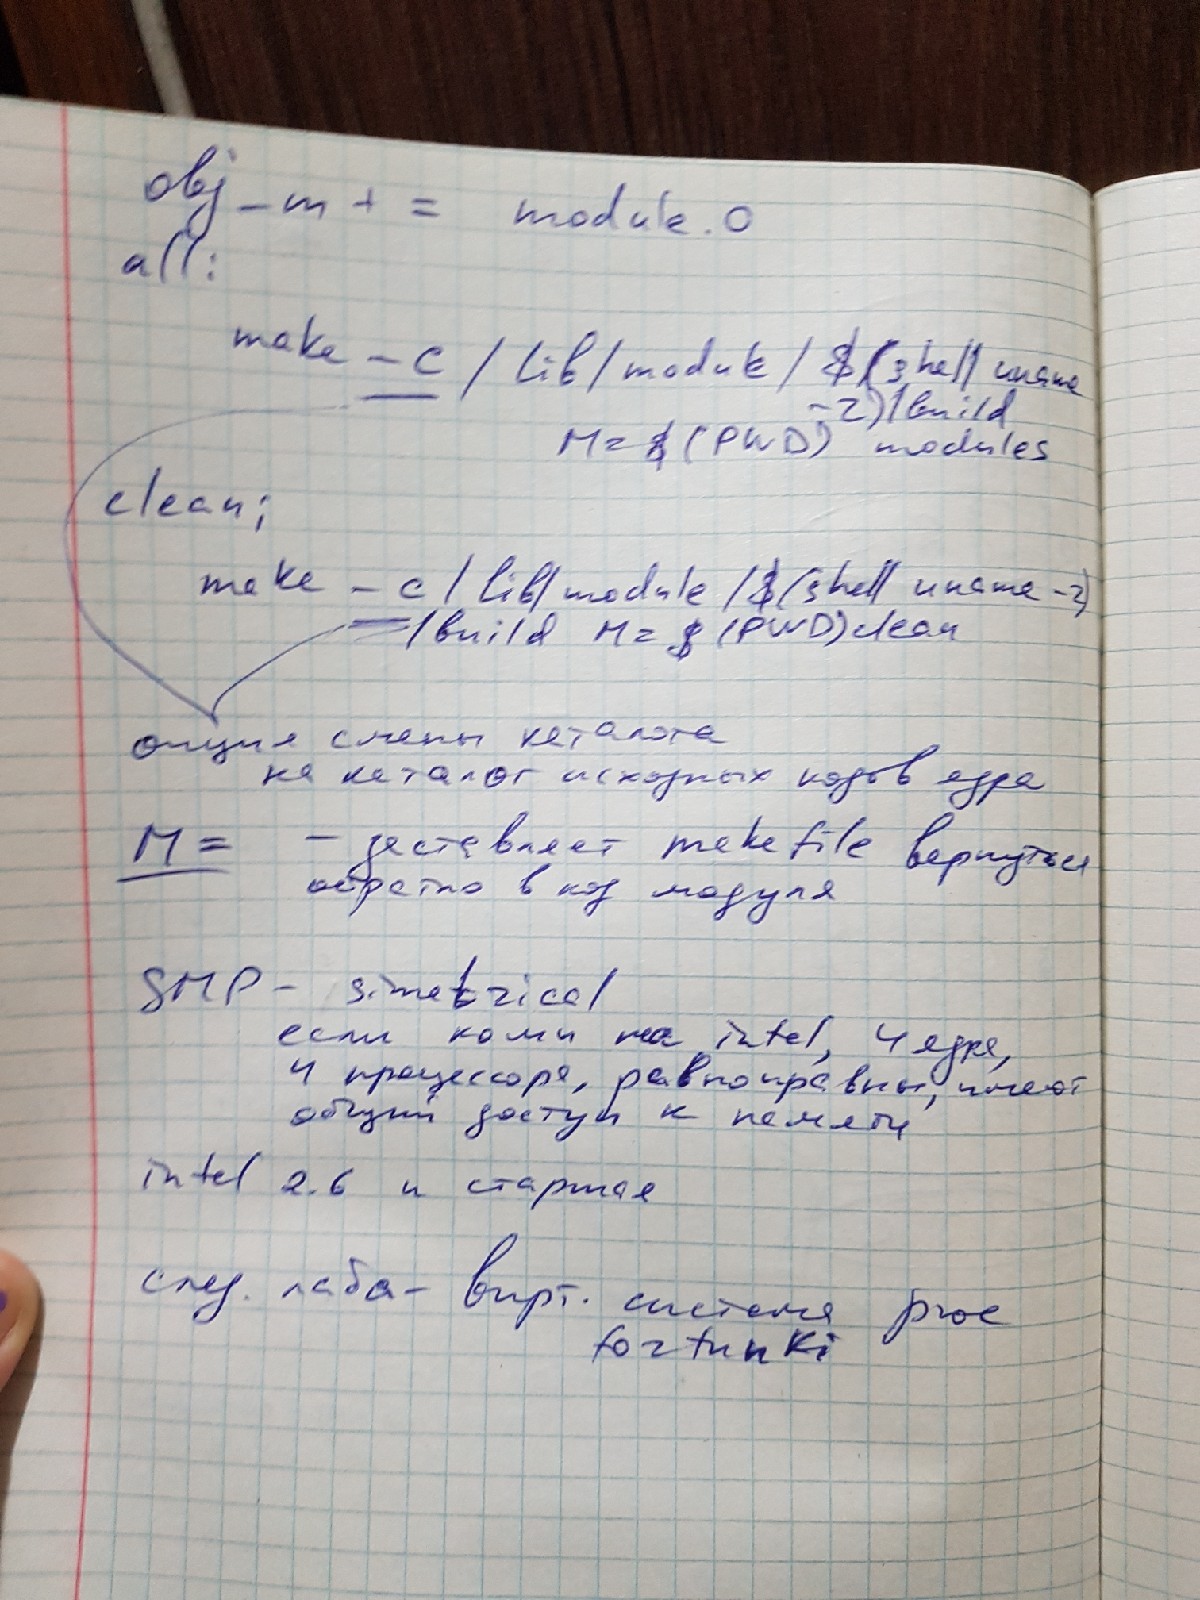 obj_m + = module.o
all:
make -C /lib/module/$(shell uname
-r)/build
M=$(PWD) modules
clean;
make -C /lib/module/$(shell uname -r)
/build M=$(PWD) clean
опция смены каталога
на каталог исходных кодов ядра
M= - заставляет makefile вернуться
обратно в код модуля
SMP - simetrical
если комп на intel, 4 ядра,
4 процессора, равноправны, имеют
общий доступ к памяти
intel 2.6 и старшая
след. лаба - вирт. система proc
fortunki